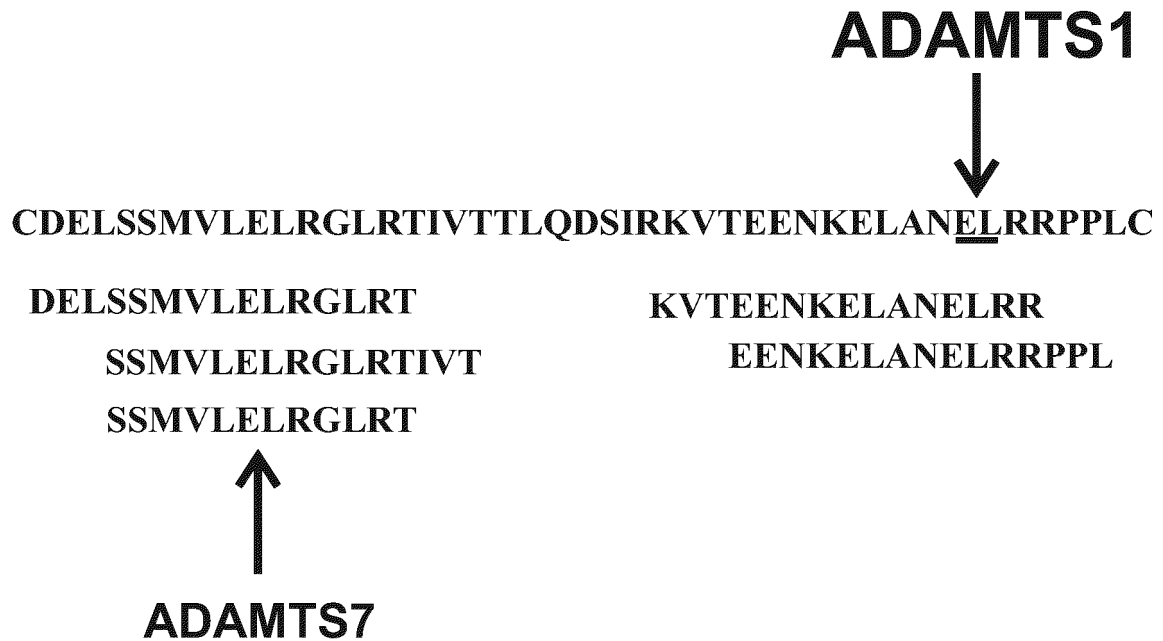 ADAMTS1
CDELSSMVLELRGLRTIVTTLQDSIRKVTEENKELANELRRPPLC
DELSSMVLELRGLRT
KVTEENKELANELRR
SSMVLELRGLRTIVT
EENKELANELRRPPL
SSMVLELRGLRT
ADAMTS7